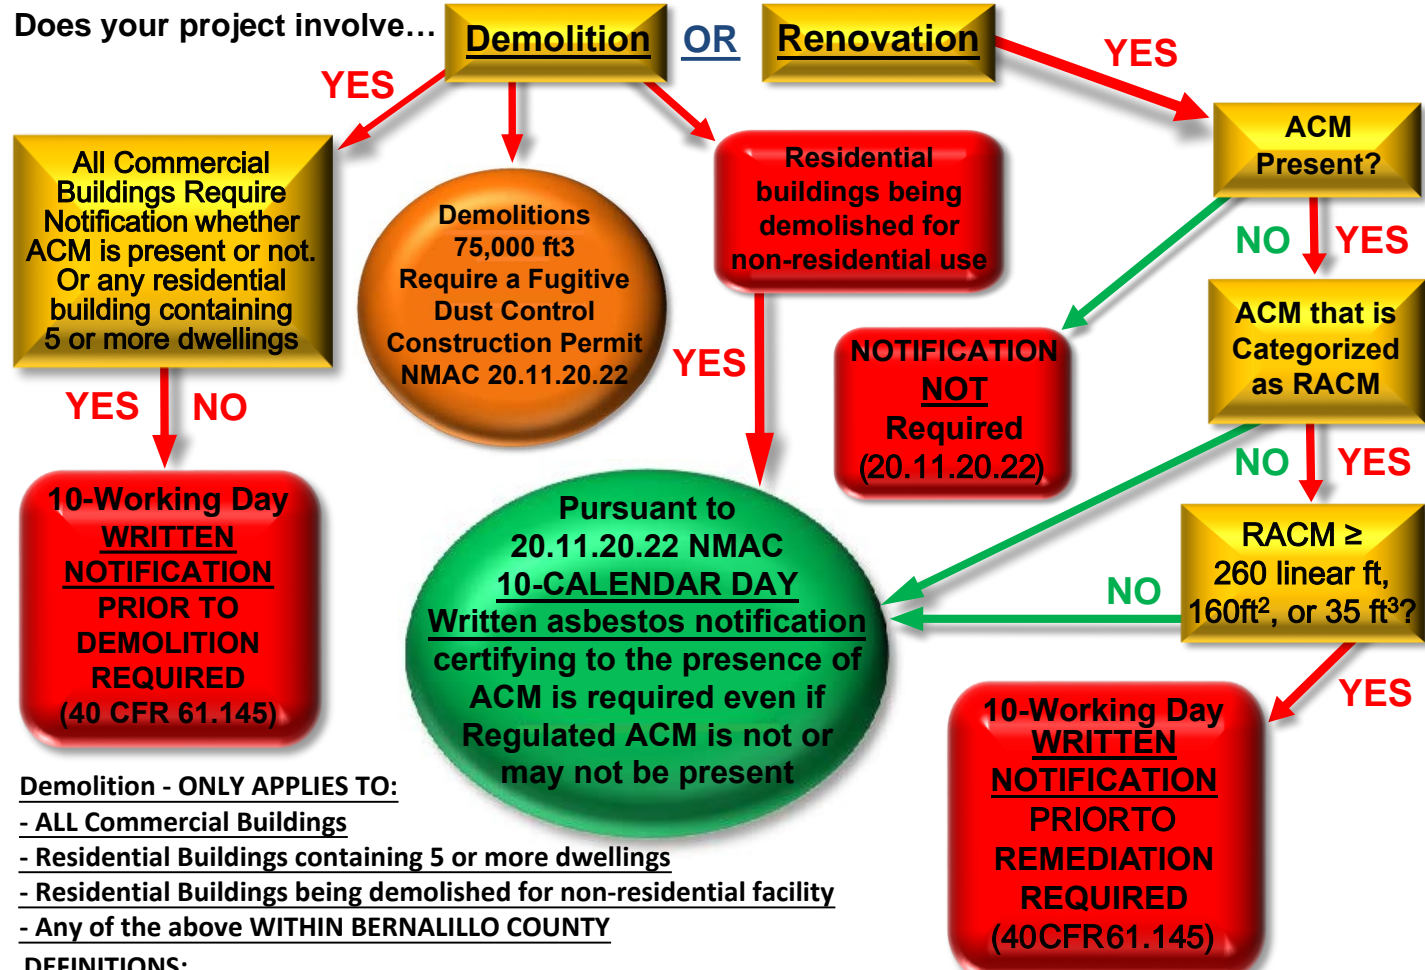 Does your project involve…
Demolition
OR
Renovation
YES
YES
All Commercial
Buildings Require
Notification whether
ACM is present or not.
Or any residential
building containing
5 or more dwellings
Demolitions
75,000 ft3
Require a Fugitive
Dust Control
Construction Permit
NMAC 20.11.20.22
Residential
buildings being
demolished for
non-residential use
ACM
Present?
NO
YES
NOTIFICATION
NOT
Required
(20.11.20.22)
ACM that is
Categorized
as RACM
YES
NO
YES
NO
YES
10-Working Day
WRITTEN
NOTIFICATION
PRIOR TO
DEMOLITION
REQUIRED
(40 CFR 61.145)
Pursuant to
20.11.20.22 NMAC
10-CALENDAR DAY
Written asbestos notification
certifying to the presence of
ACM is required even if
Regulated ACM is not or
may not be present
RACM ≥
260 linear ft,
160ft², or 35 ft³?
NO
YES
10-Working Day
WRITTEN
NOTIFICATION
PRIORTO
REMEDIATION
REQUIRED
(40CFR61.145)
Demolition - ONLY APPLIES TO:
- ALL Commercial Buildings
- Residential Buildings containing 5 or more dwellings
- Residential Buildings being demolished for non-residential facility
- Any of the above WITHIN BERNALILLO COUNTY
DEFINITIONS: